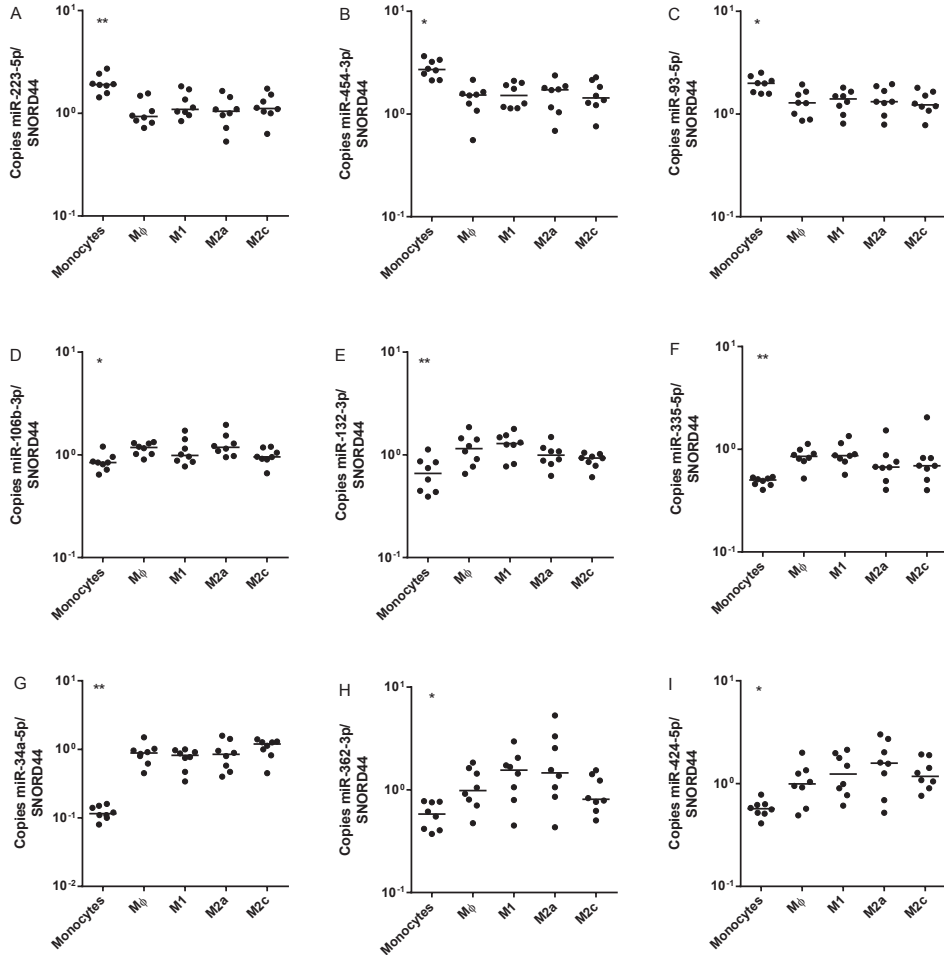 A
**
Copies miR-223-5p/
SNORD44
10^1
10^0
10^-1
Monocytes
Mϕ
M1
M2a
M2c
B
*
Copies miR-454-3p/
SNORD44
10^1
10^0
10^-1
Monocytes
Mϕ
M1
M2a
M2c
C
*
Copies miR-93-5p/
SNORD44
10^1
10^0
10^-1
Monocytes
Mϕ
M1
M2a
M2c
D
*
Copies miR-106b-3p/
SNORD44
10^1
10^0
10^-1
Monocytes
Mϕ
M1
M2a
M2c
E
**
Copies miR-132-3p/
SNORD44
10^1
10^0
10^-1
Monocytes
Mϕ
M1
M2a
M2c
F
**
Copies miR-335-5p/
SNORD44
10^1
10^0
10^-1
Monocytes
Mϕ
M1
M2a
M2c
G
**
Copies miR-34a-5p/
SNORD44
10^1
10^0
10^-1
10^-2
Monocytes
Mϕ
M1
M2a
M2c
H
*
Copies miR-362-3p/
SNORD44
10^1
10^0
10^-1
Monocytes
Mϕ
M1
M2a
M2c
I
*
Copies miR-424-5p/
SNORD44
10^1
10^0
10^-1
Monocytes
Mϕ
M1
M2a
M2c